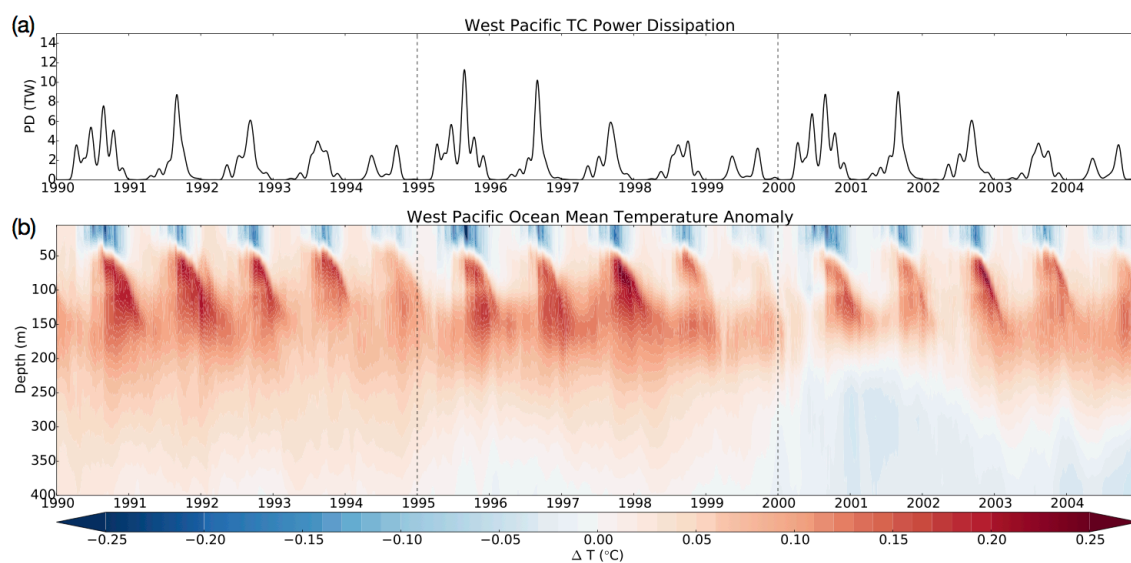 (a)
West Pacific TC Power Dissipation
PD (TW)
14
12
10
8
6
4
2
0
1990 1991 1992 1993 1994 1995 1996 1997 1998 1999 2000 2001 2002 2003 2004
(b)
West Pacific Ocean Mean Temperature Anomaly
Depth (m)
50
100
150
200
250
300
350
400
1990 1991 1992 1993 1994 1995 1996 1997 1998 1999 2000 2001 2002 2003 2004
−0.25 −0.20 −0.15 −0.10 −0.05 0.00 0.05 0.10 0.15 0.20 0.25
Δ T (°C)